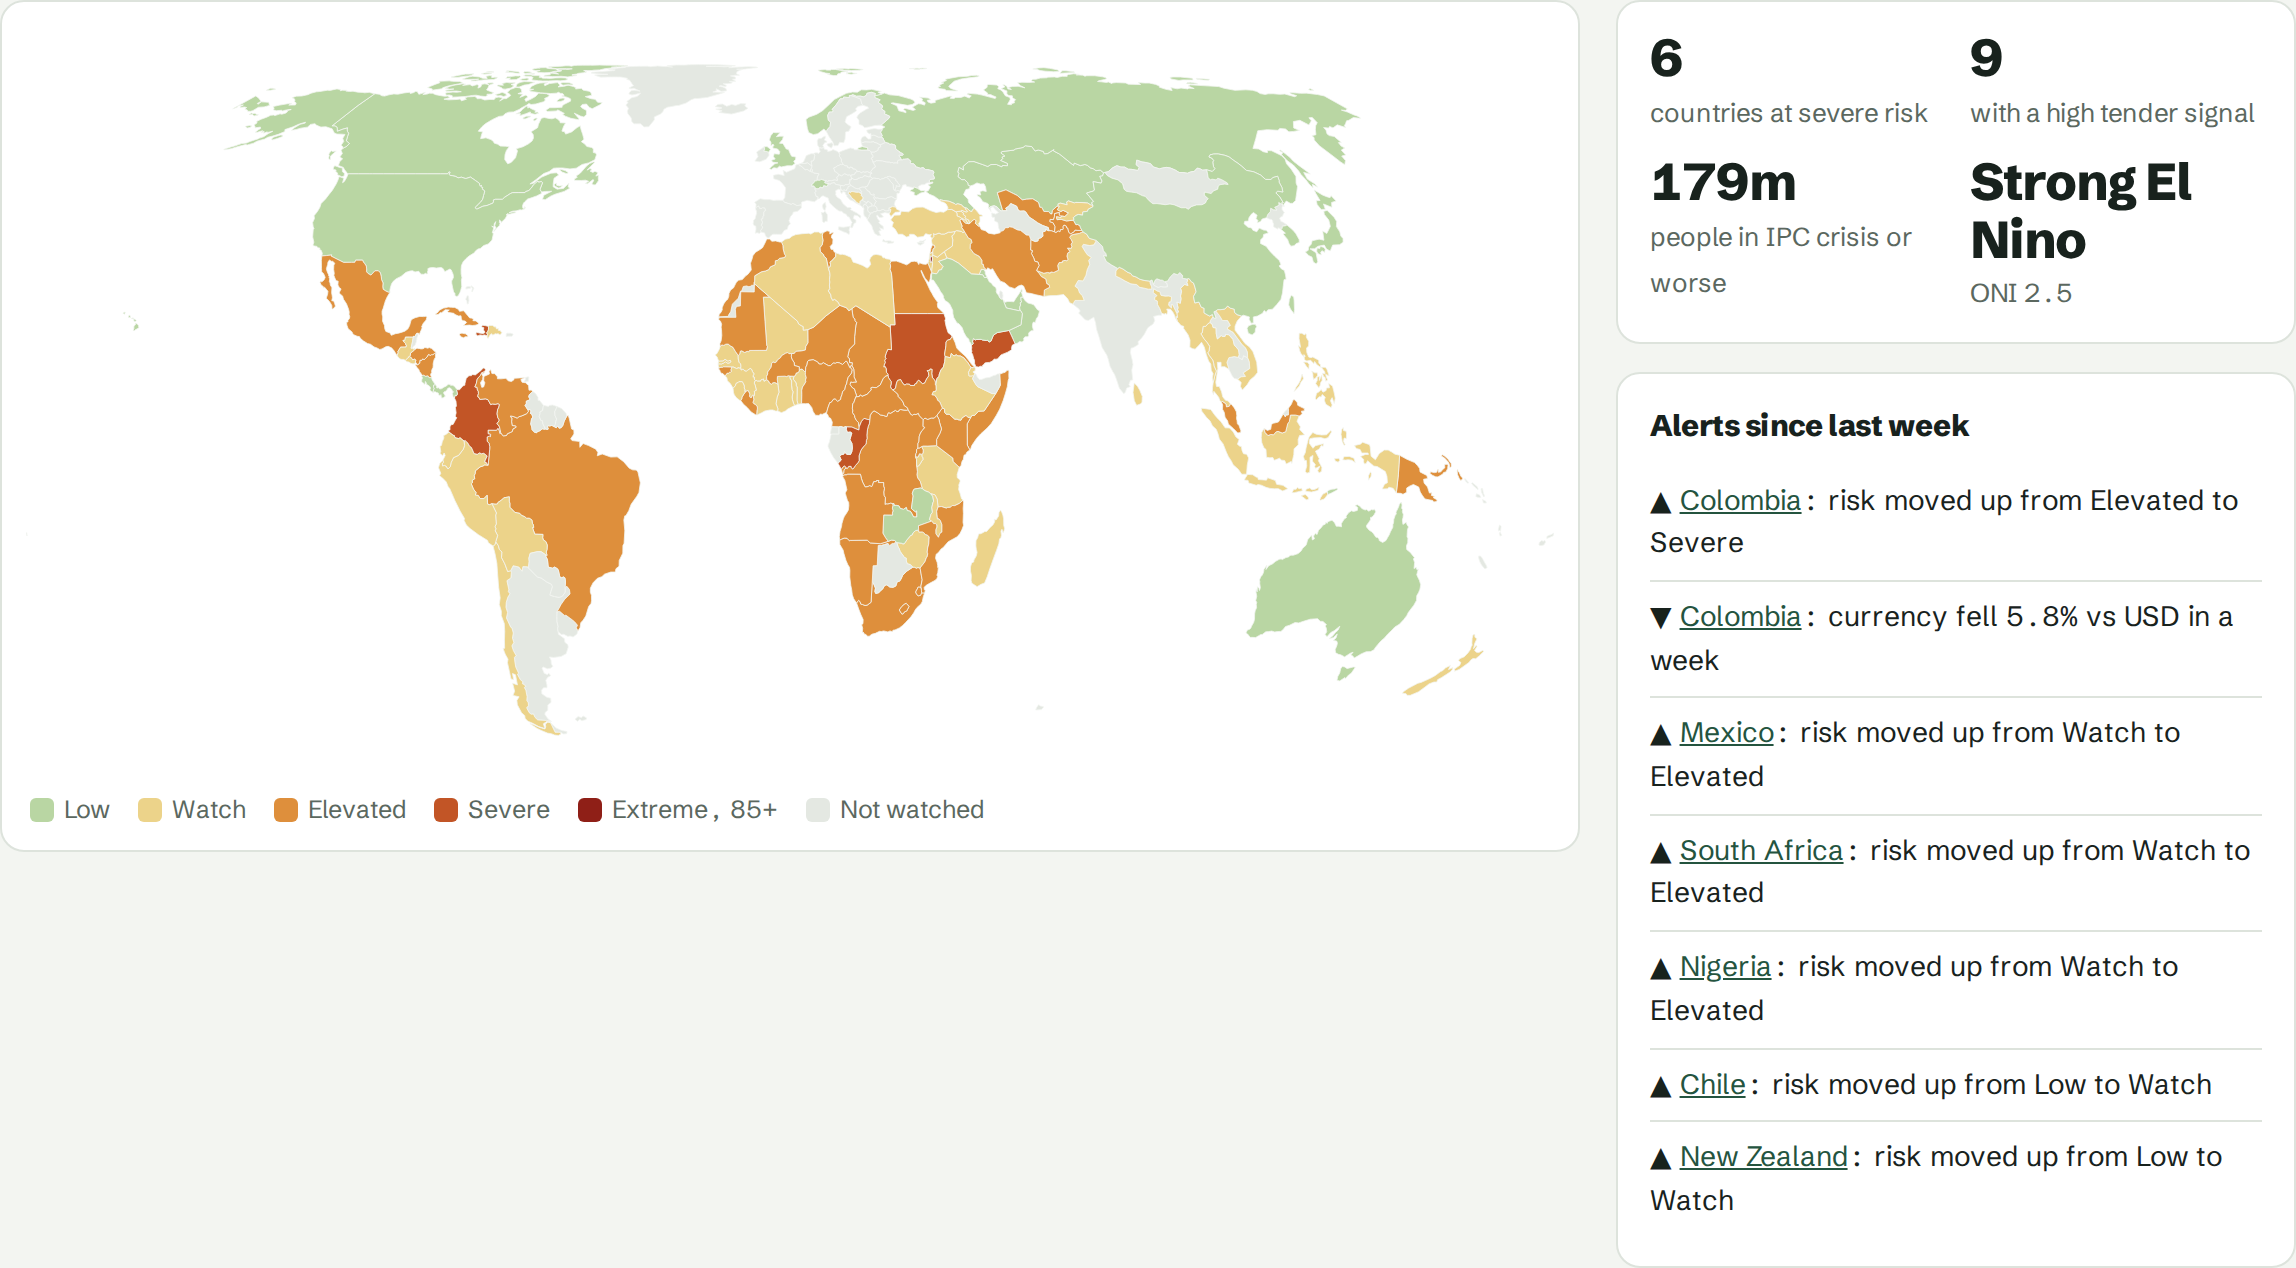 Low Watch Elevated Severe Extreme, 85+ Not watched
6
countries at severe risk
9
with a high tender signal
179m
people in IPC crisis or
worse
Strong El
Nino
ONI 2.5
Alerts since last week
▲ Colombia: risk moved up from Elevated to
Severe
▼ Colombia: currency fell 5.8% vs USD in a
week
▲ Mexico: risk moved up from Watch to
Elevated
▲ South Africa: risk moved up from Watch to
Elevated
▲ Nigeria: risk moved up from Watch to
Elevated
▲ Chile: risk moved up from Low to Watch
▲ New Zealand: risk moved up from Low to
Watch